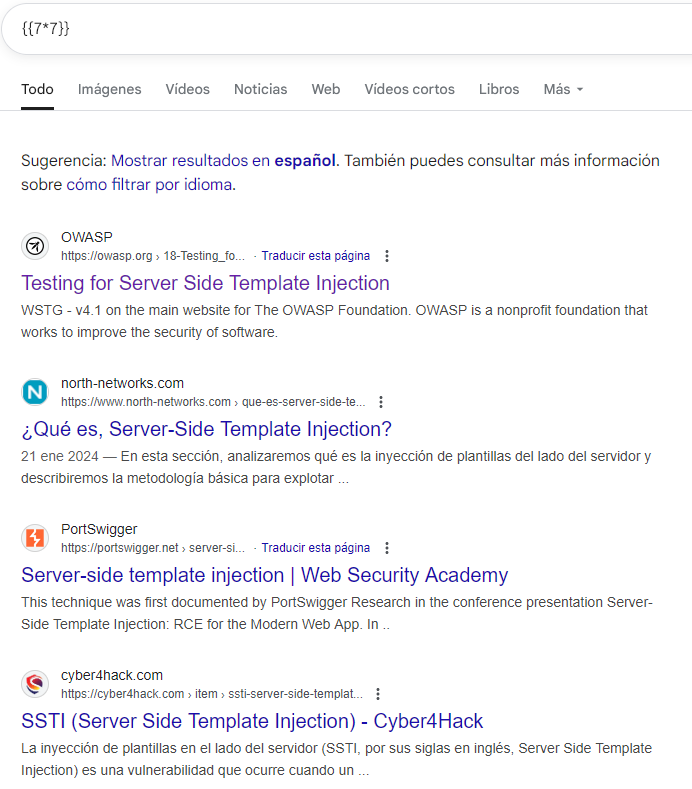 {{7*7}}
Todo Imágenes Vídeos Noticias Web Vídeos cortos Libros Más
Sugerencia: Mostrar resultados en español. También puedes consultar más información
sobre cómo filtrar por idioma.
OWASP
https://owasp.org › 18-Testing_fo... · Traducir esta página
Testing for Server Side Template Injection
WSTG - v4.1 on the main website for The OWASP Foundation. OWASP is a nonprofit foundation that
works to improve the security of software.
north-networks.com
https://www.north-networks.com › que-es-server-side-te...
¿Qué es, Server-Side Template Injection?
21 ene 2024 — En esta sección, analizaremos qué es la inyección de plantillas del lado del servidor y
describiremos la metodología básica para explotar ...
PortSwigger
https://portswigger.net › server-si... · Traducir esta página
Server-side template injection | Web Security Academy
This technique was first documented by PortSwigger Research in the conference presentation Server-
Side Template Injection: RCE for the Modern Web App. In ..
cyber4hack.com
https://cyber4hack.com › item › ssti-server-side-templat...
SSTI (Server Side Template Injection) - Cyber4Hack
La inyección de plantillas en el lado del servidor (SSTI, por sus siglas en inglés, Server Side Template
Injection) es una vulnerabilidad que ocurre cuando un ...